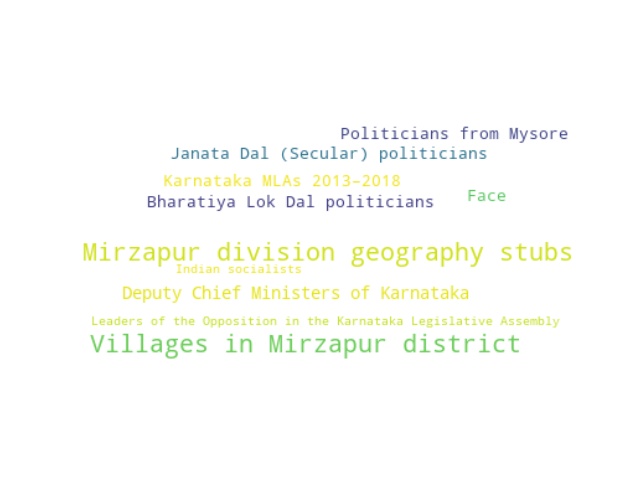 Politicians from Mysore
Janata Dal (Secular) politicians
Karnataka MLAs 2013–2018
Face
Bharatiya Lok Dal politicians
Mirzapur division geography stubs
Indian socialists
Deputy Chief Ministers of Karnataka
Leaders of the Opposition in the Karnataka Legislative Assembly
Villages in Mirzapur district